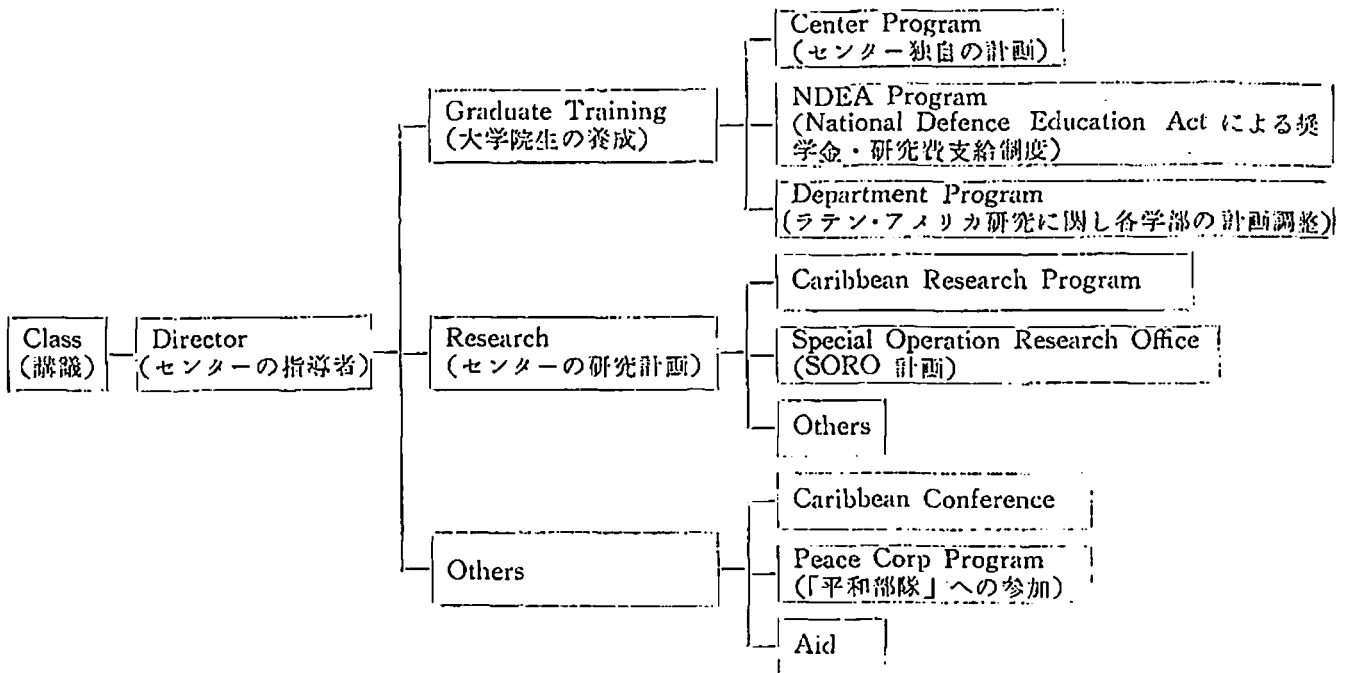 Center Program
(センター独自の計画)
NDEA Program
(National Defence Education Act による奨
学金・研究費支給制度)
Department Program
(ラテン・アメリカ研究に関し各学部の計画調整)
Graduate Training
(大学院生の養成)
Caribbean Research Program
Special Operation Research Office
(SORO 計画)
Others
Class
(講議)
Director
(センターの指導者)
Research
(センターの研究計画)
Caribbean Conference
Peace Corp Program
(「平和部隊」への参加)
Aid
Others